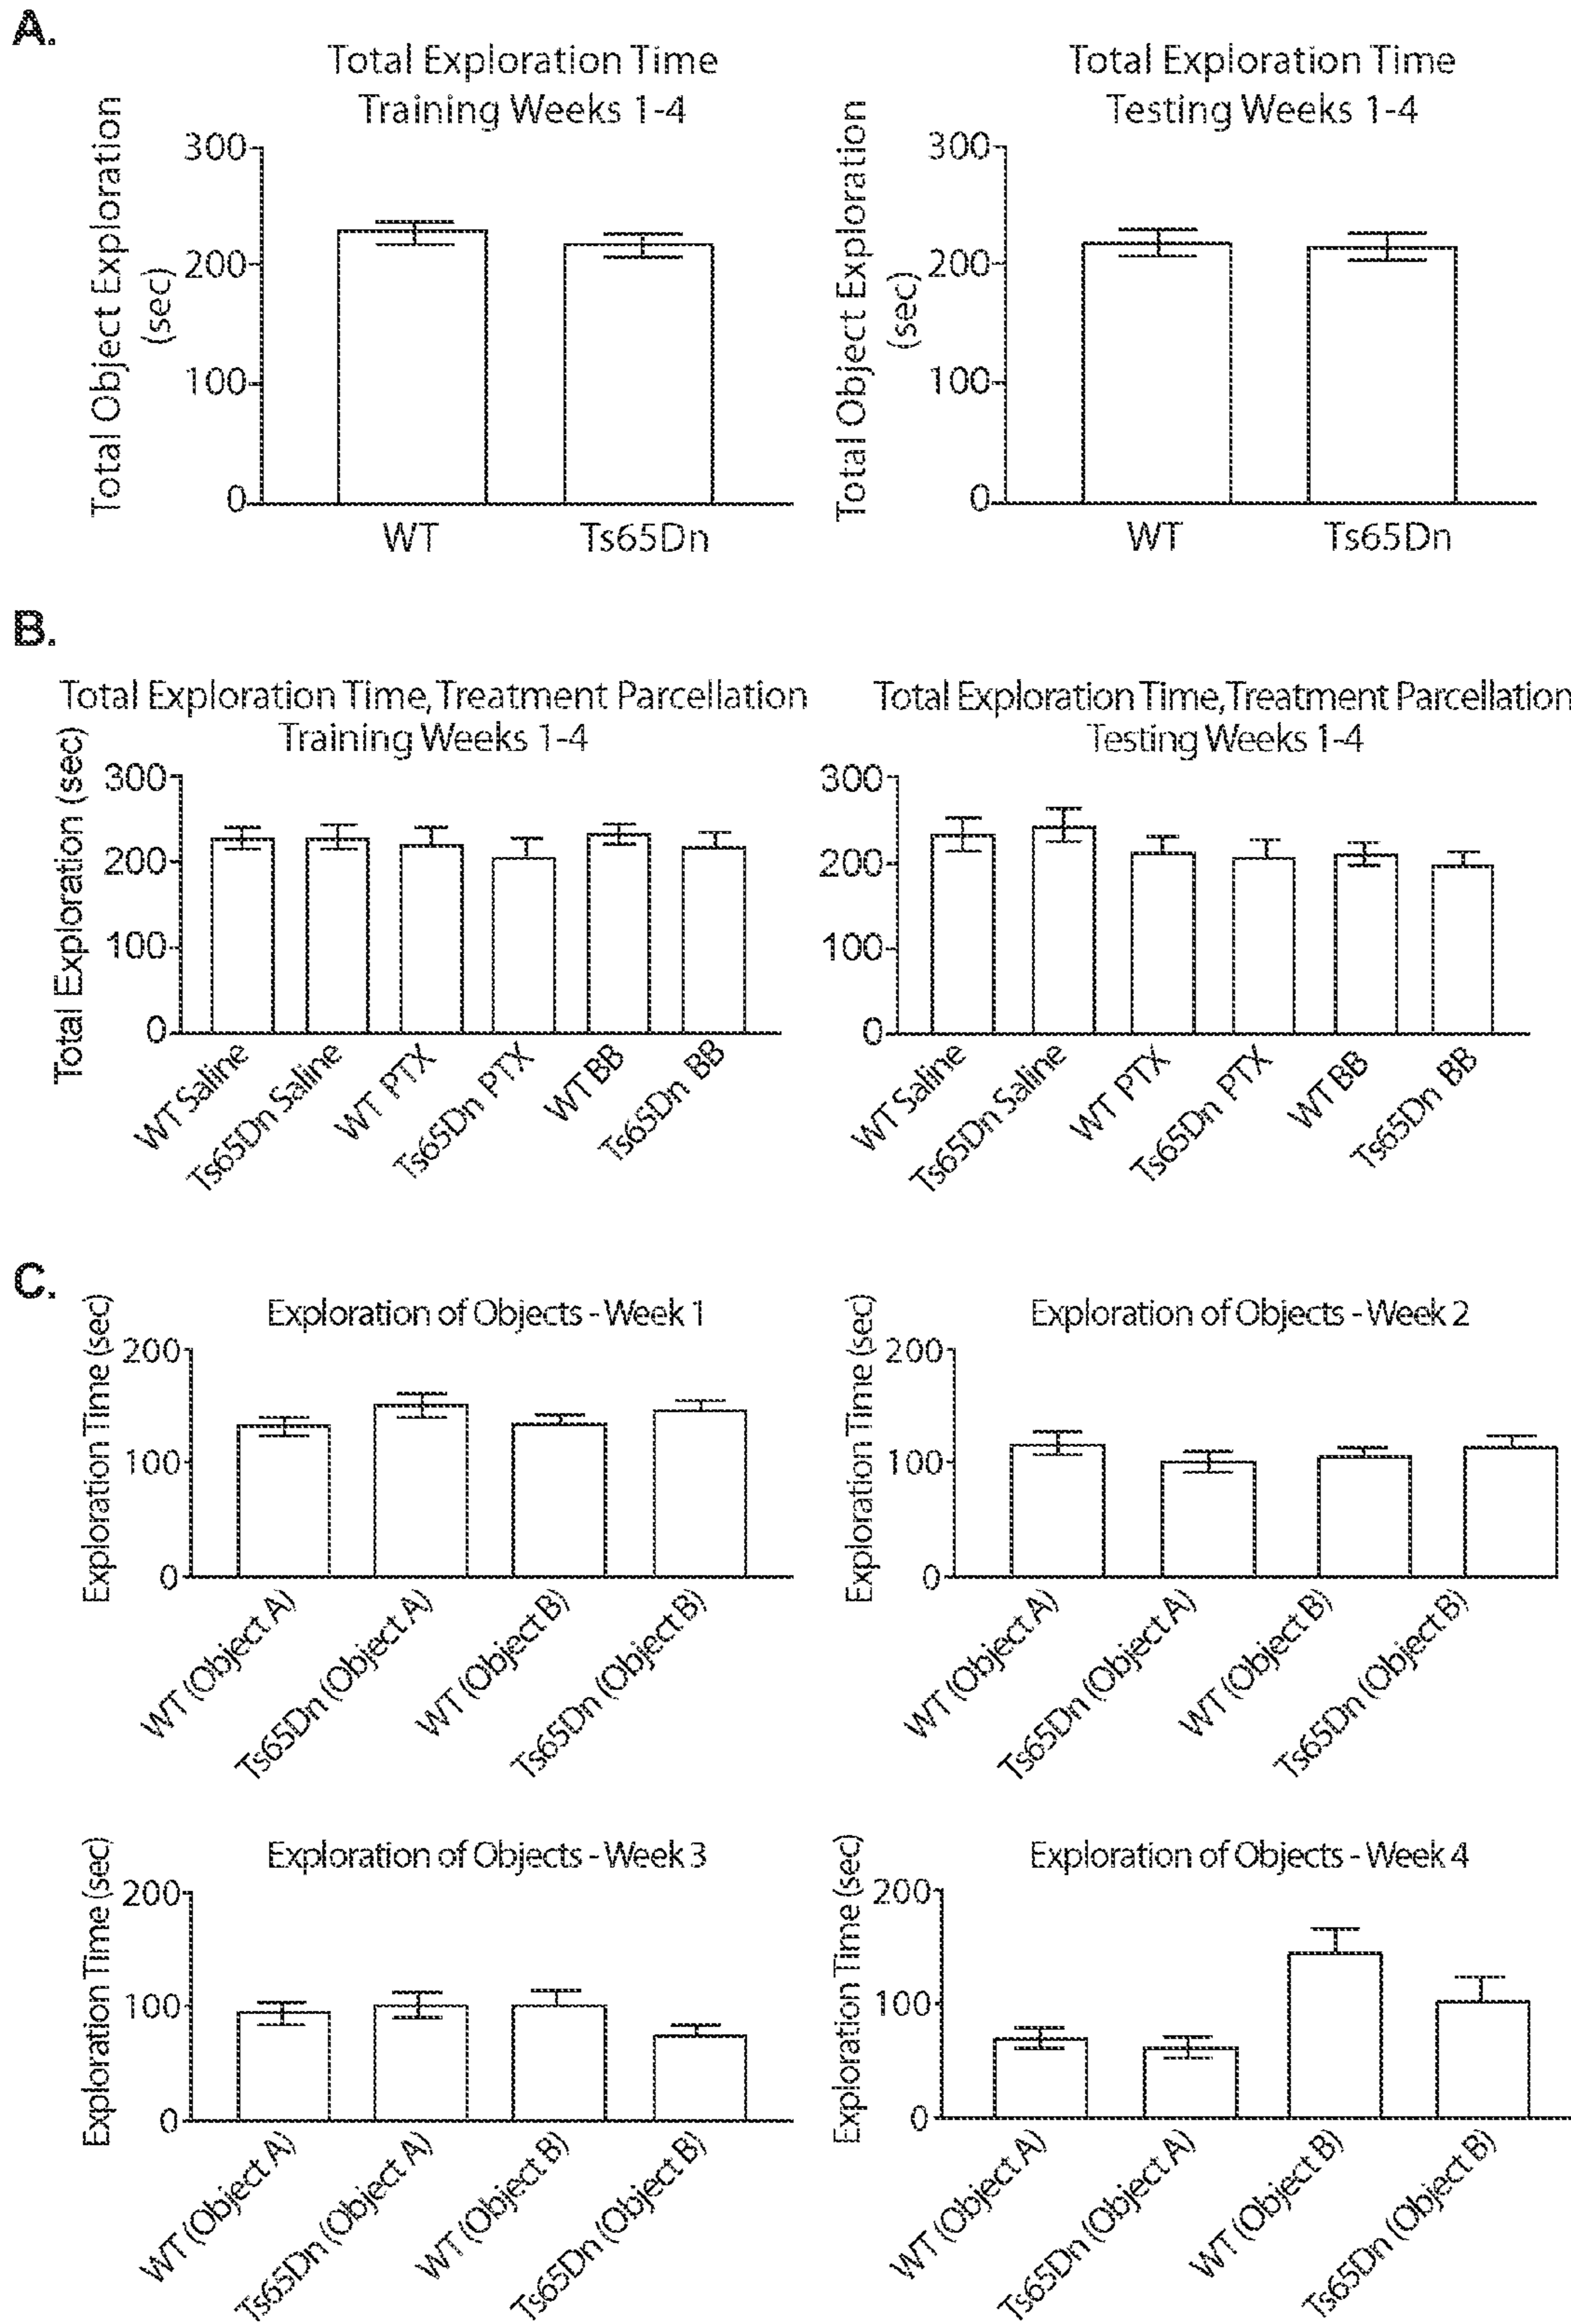 A.
Total Exploration Time
Training Weeks 1-4
Total Object Exploration
(sec)
300
200
100
0
WT
Ts65Dn
Total Exploration Time
Testing Weeks 1-4
Total Object Exploration
(sec)
300
200
100
0
WT
Ts65Dn
B.
Total Exploration Time, Treatment Parcellation
Training Weeks 1-4
Total Exploration (sec)
300
200
100
0
WT Saline
Ts65Dn Saline
WT PTX
Ts65Dn PTX
WT BB
Ts65Dn BB
Total Exploration Time, Treatment Parcellation
Testing Weeks 1-4
300
200
100
0
WT Saline
Ts65Dn Saline
WT PTX
Ts65Dn PTX
WT BB
Ts65Dn BB
C.
Exploration of Objects - Week 1
Exploration Time (sec)
200
100
0
WT (Object A)
Ts65Dn (Object A)
WT (Object B)
Ts65Dn (Object B)
Exploration of Objects - Week 2
Exploration Time (sec)
200
100
0
WT (Object A)
Ts65Dn (Object A)
WT (Object B)
Ts65Dn (Object B)
Exploration of Objects - Week 3
Exploration Time (sec)
200
100
0
WT (Object A)
Ts65Dn (Object A)
WT (Object B)
Ts65Dn (Object B)
Exploration of Objects - Week 4
Exploration Time (sec)
200
100
0
WT (Object A)
Ts65Dn (Object A)
WT (Object B)
Ts65Dn (Object B)